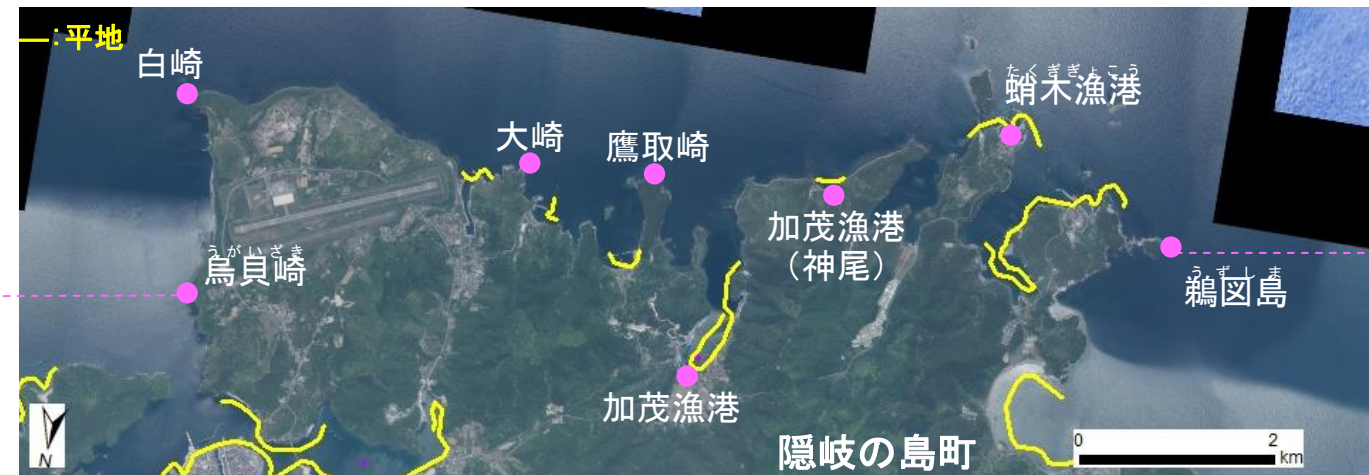 ―:平地
白崎
大崎
鷹取崎
たくぎぎょこう
蛸木漁港
加茂漁港
（神尾）
うがいざき
烏貝崎
うずしま
鵜図島
加茂漁港
隠岐の島町
N
0 2
km